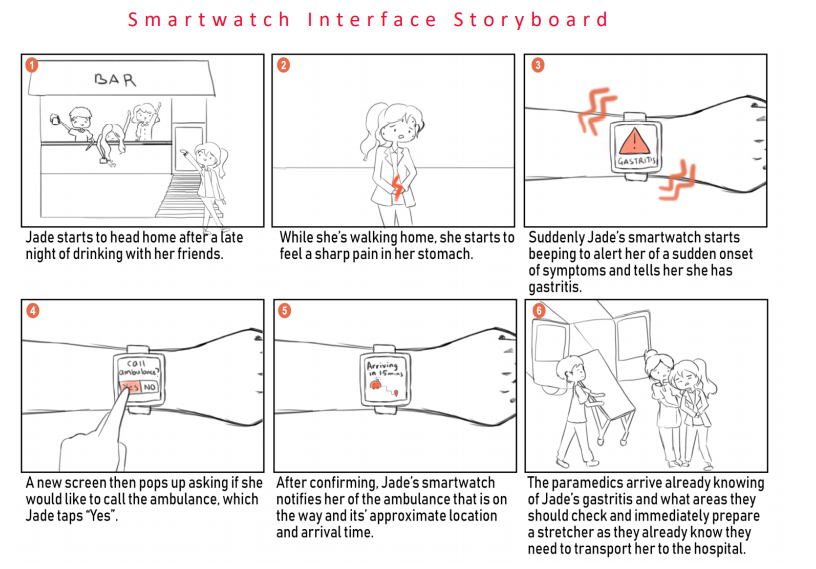 Smartwatch Interface Storyboard
1
BAR
Jade starts to head home after a late
night of drinking with her friends.
2
While she's walking home, she starts to
feel a sharp pain in her stomach.
3
GASTRITIS
Suddenly Jade's smartwatch starts
beeping to alert her of a sudden onset
of symptoms and tells her she has
gastritis.
4
Call
ambulance?
Yes NO
A new screen then pops up asking if she
would like to call the ambulance, which
Jade taps "Yes".
5
Arriving
in 15mins
After confirming, Jade's smartwatch
notifies her of the ambulance that is on
the way and its' approximate location
and arrival time.
6
The paramedics arrive already knowing
of Jade's gastritis and what areas they
should check and immediately prepare
a stretcher as they already know they
need to transport her to the hospital.